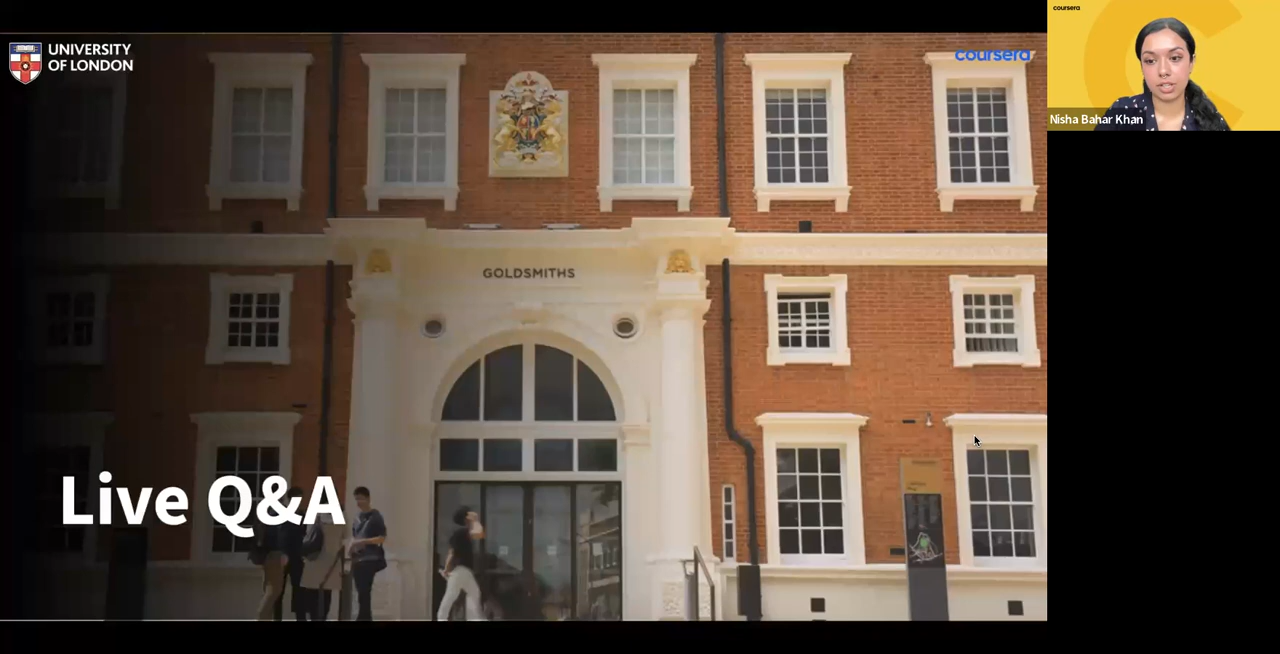 UNIVERSITY
OF LONDON
coursera
coursera
Nisha Bahar Khan
GOLDSMITHS
Live Q&A